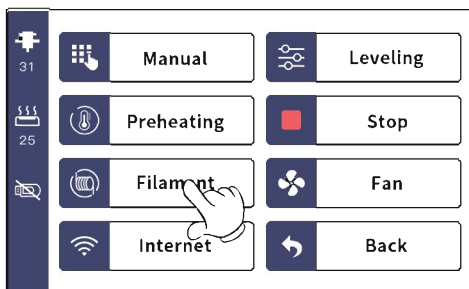 31
25
Manual
Leveling
Preheating
Stop
Filament
Fan
Internet
Back